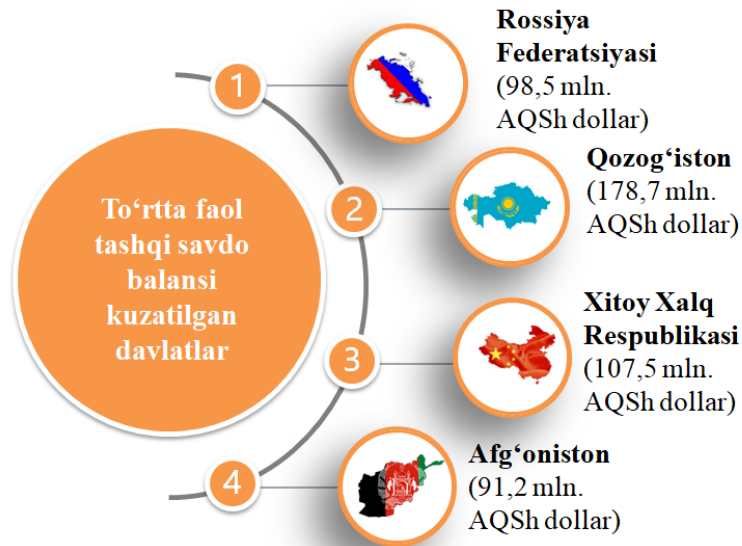 To‘rtta faol
tashqi savdo
balansi
kuzatilgan
davlatlar
1
Rossiya
Federatsiyasi
(98,5 mln.
AQSh dollar)
2
Qozog‘iston
(178,7 mln.
AQSh dollar)
3
Xitoy Xalq
Respublikasi
(107,5 mln.
AQSh dollar)
4
Afg‘oniston
(91,2 mln.
AQSh dollar)